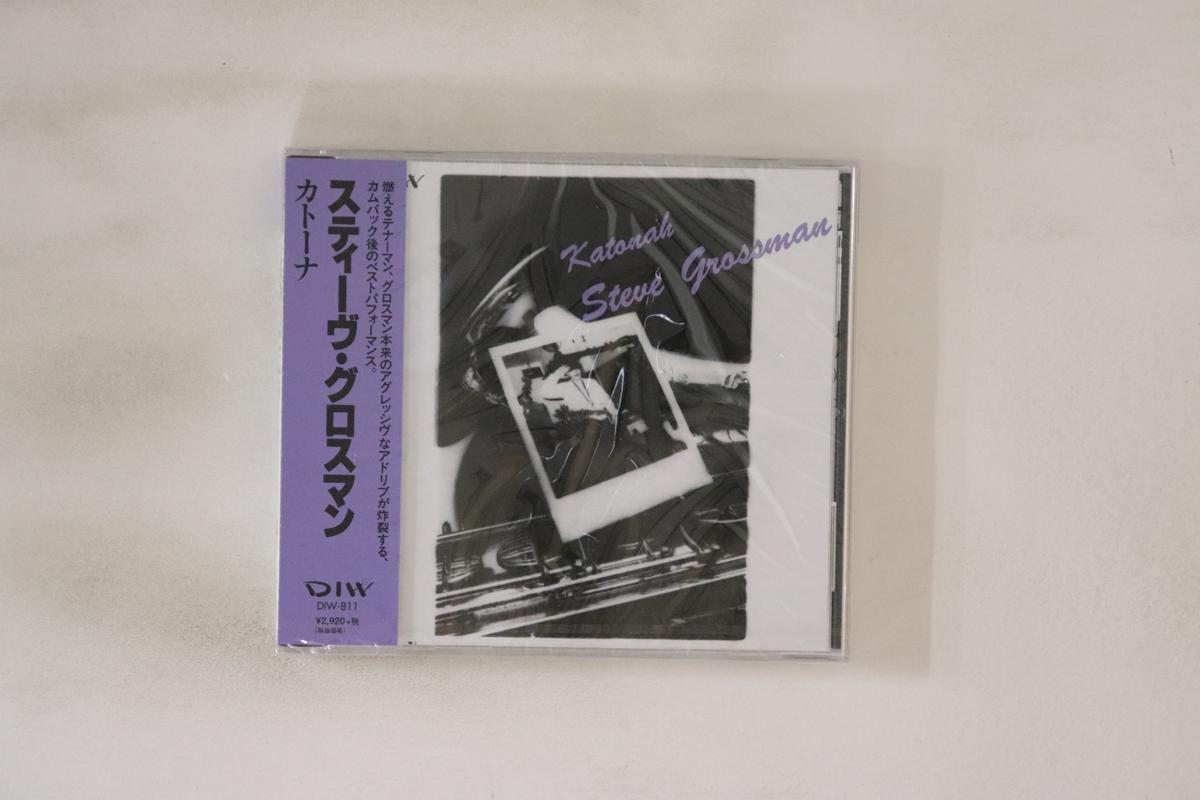 燃えるテナーマン、グロスマン本来のアグレッシヴなアドリブが炸裂する、
カムバック後のベストパフォーマンス。
スティーヴ・グロスマン
カトーナ
DIW
DIW-811
¥2,920+税
Katonah
Steve Grossman